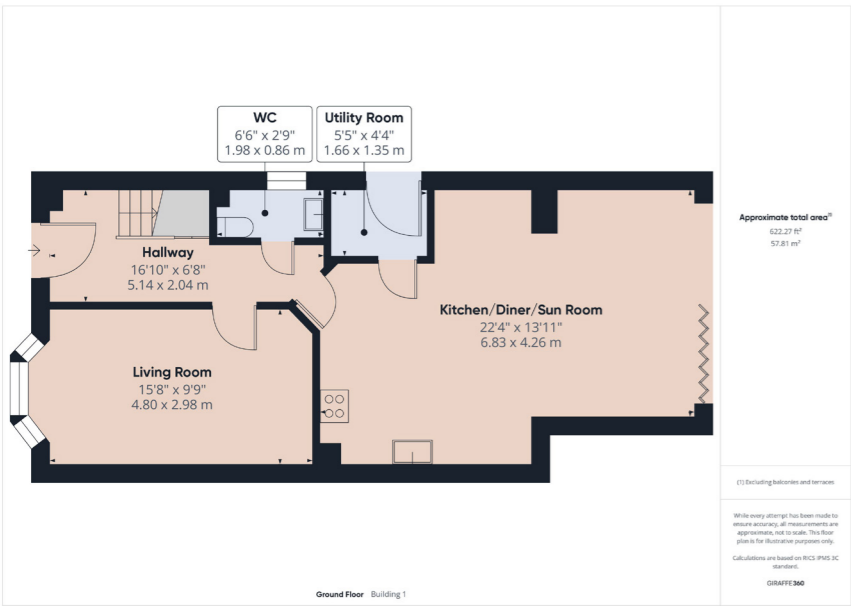 WC
6'6" x 2'9"
1.98 x 0.86 m
Utility Room
5'5" x 4'4"
1.66 x 1.35 m
Hallway
16'10" x 6'8"
5.14 x 2.04 m
Kitchen/Diner/Sun Room
22'4" x 13'11"
6.83 x 4.26 m
Living Room
15'8" x 9'9"
4.80 x 2.98 m
Ground Floor Building 1
Approximate total area⁽¹⁾
622.27 ft²
57.81 m²
(1) Excluding balconies and terraces
While every attempt has been made to
ensure accuracy, all measurements are
approximate, not to scale. This floor
plan is for illustrative purposes only.
Calculations are based on RICS IPMS 3C
standard.
GIRAFFE360